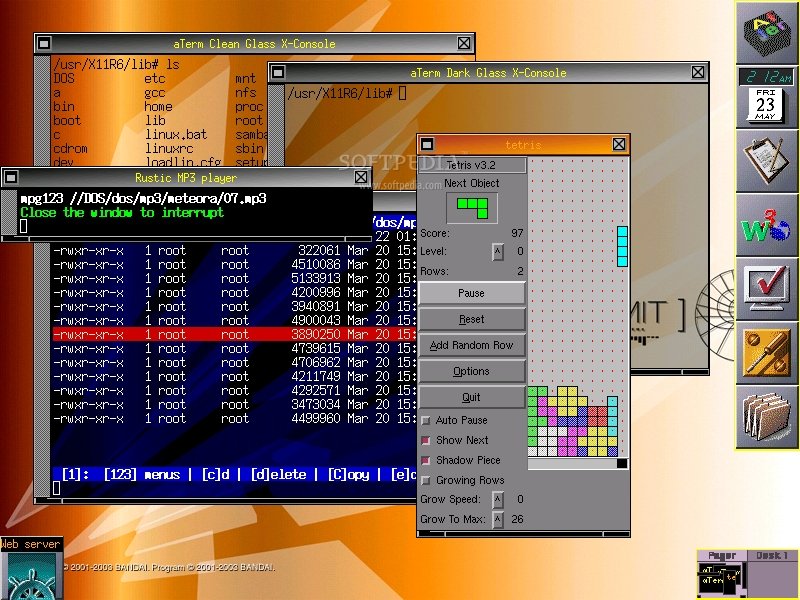 aTerm Clean Glass X-Console
/usr/X11R6/lib# ls
DOS etc mnt
a gcc nfs
bin home proc
boot lib root
c linux.bat samba
cdrom linuxrc sbin
dev loadlin.cfg setup
aTerm Dark Glass X-Console
/usr/X11R6/lib#
2 12AM
FRI
23
MAY
Rustic MP3 player
mpg123 //DOS/dos/mp3/meteora/07.mp3
Close the window to interrupt
SOFTPEDIA
www.softpedia.com
tetris
Tetris v3.2
Next Object
Score: 97
Level: A 0
Rows: 2
Pause
Reset
Add Random Row
Options
Quit
Auto Pause
Show Next
Shadow Piece
Growing Rows
Grow Speed: A 0
Grow To Max: A 26
/dos/mp
22 01:
-rwxr-xr-x 1 root root 322061 Mar 20 15:
-rwxr-xr-x 1 root root 4510086 Mar 20 15:
-rwxr-xr-x 1 root root 5133913 Mar 20 15:
-rwxr-xr-x 1 root root 4200996 Mar 20 15:
-rwxr-xr-x 1 root root 3940891 Mar 20 15:
-rwxr-xr-x 1 root root 4900043 Mar 20 15:
-rwxr-xr-x 1 root root 3890250 Mar 20 15:
-rwxr-xr-x 1 root root 4739615 Mar 20 15:
-rwxr-xr-x 1 root root 4706962 Mar 20 15:
-rwxr-xr-x 1 root root 4211749 Mar 20 15:
-rwxr-xr-x 1 root root 4292571 Mar 20 15:
-rwxr-xr-x 1 root root 3473034 Mar 20 15:
-rwxr-xr-x 1 root root 4499960 Mar 20 15:
[1]: [123] menus | [c]d | [d]elete | [C]opy | [e]c
MIT ]
W3
Web server
© 2001-2003 BANDAI. Program © 2001-2003 BANDAI.
Pager Desk 1
aTerm
te